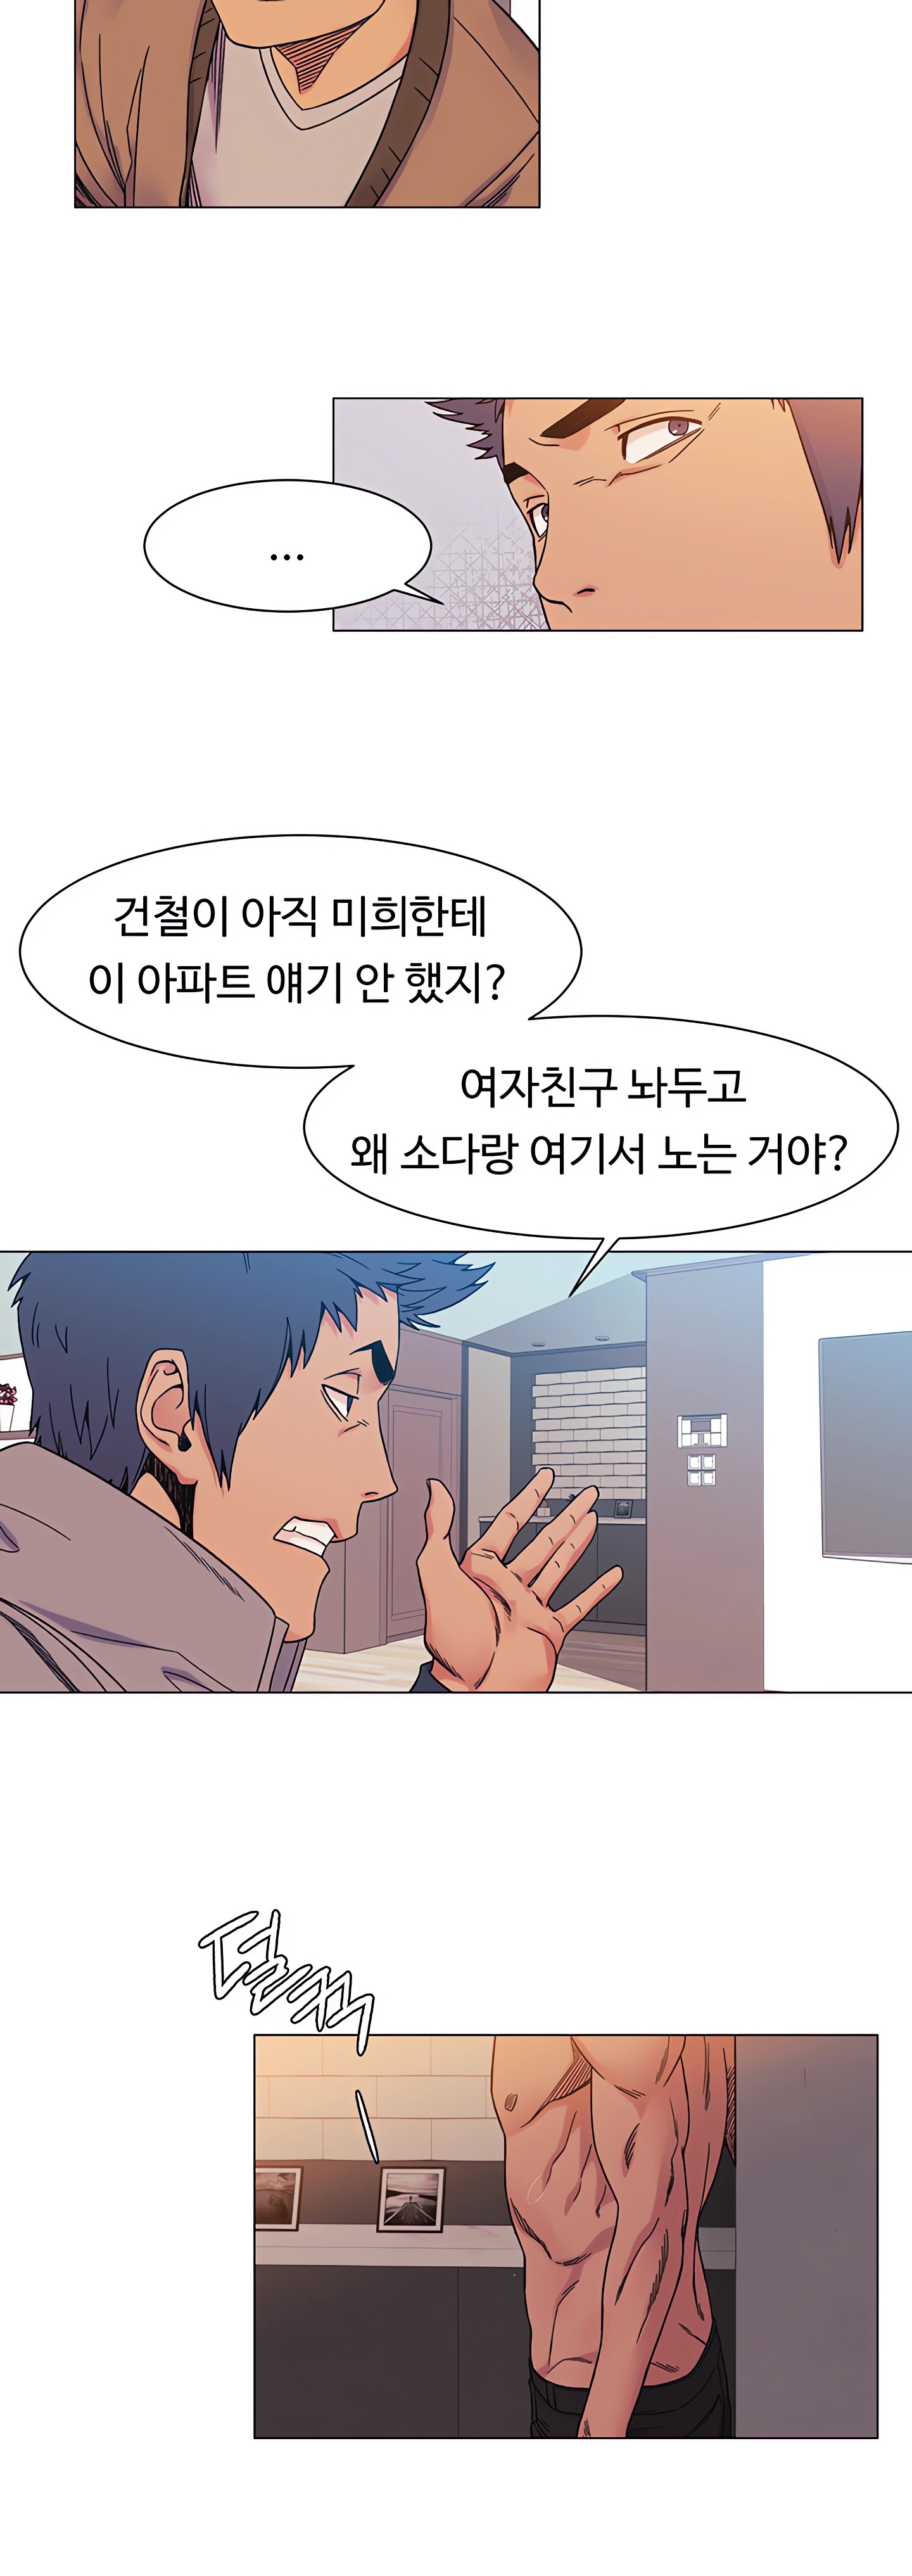 ...
건철이 아직 미희한테
이 아파트 얘기 안 했지?
여자친구 놔두고
왜 소다랑 여기서 노는 거야?
덜컥